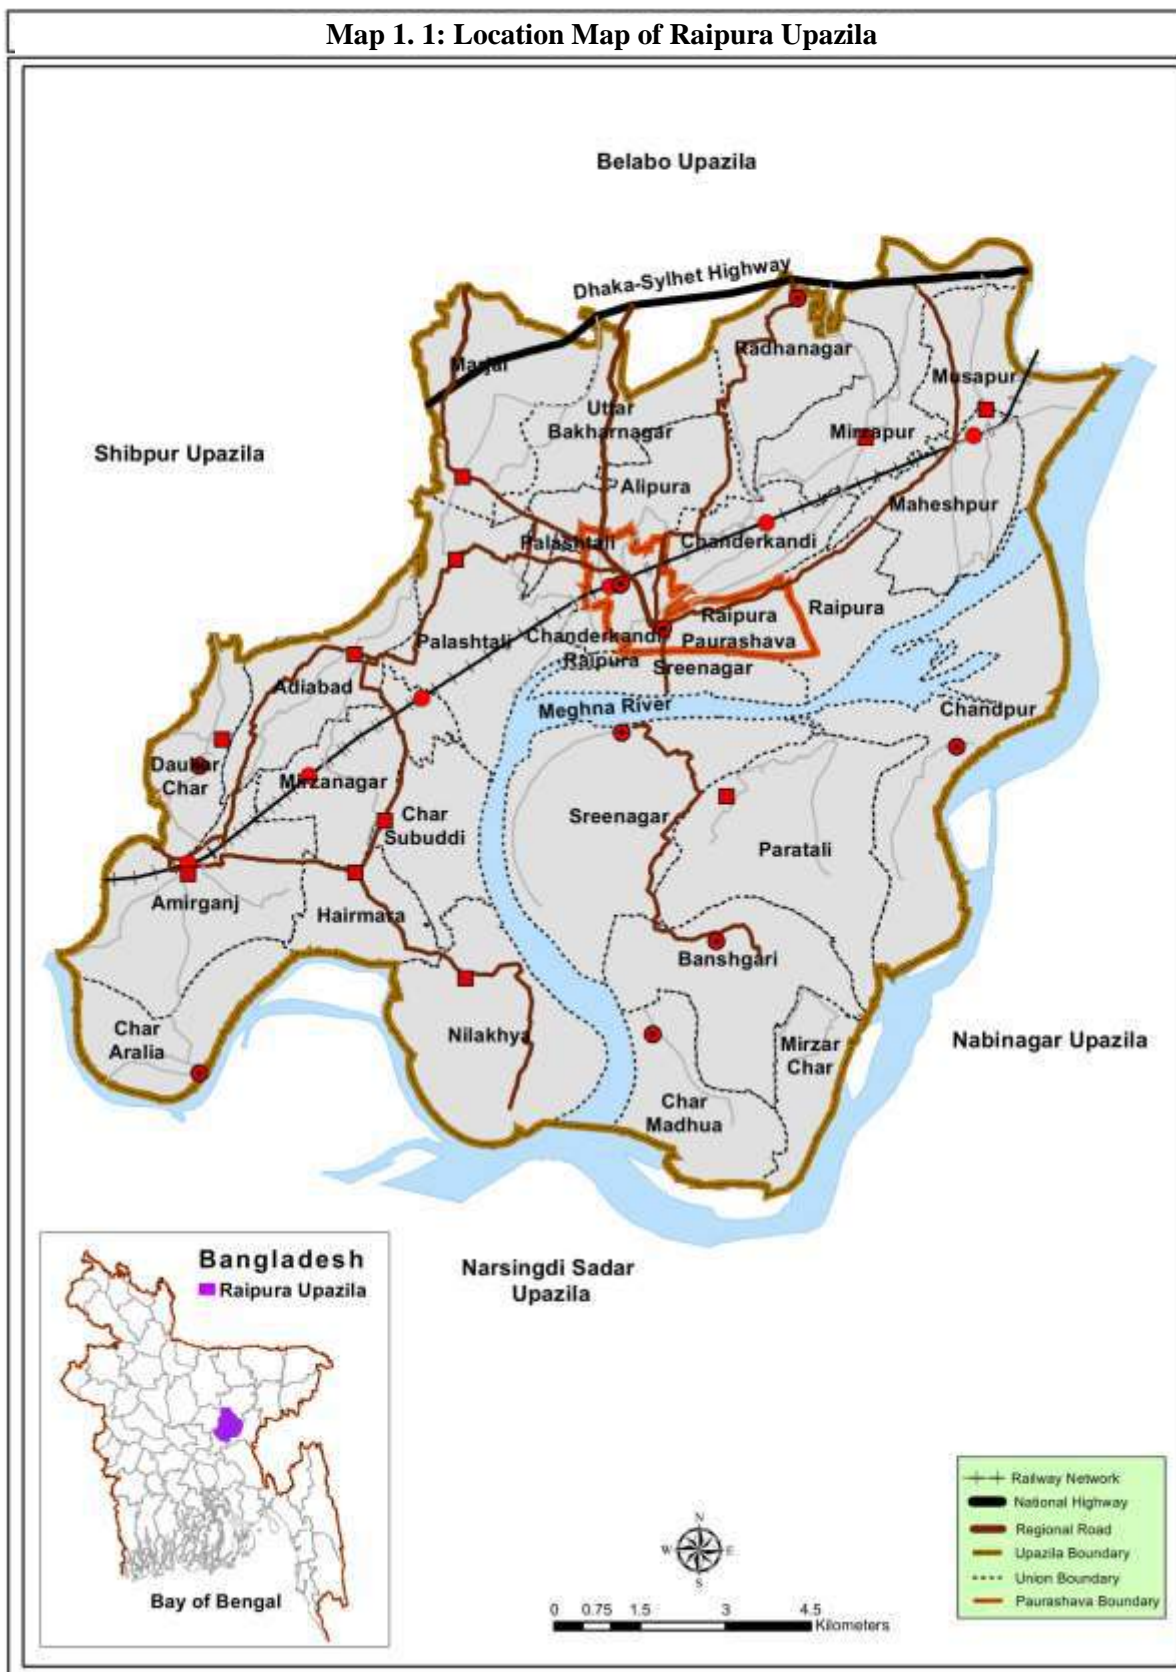 Map 1. 1: Location Map of Raipura Upazila
Belabo Upazila
Dhaka-Sylhet Highway
Radhanagar
Marjal
Musapur
Uttar
Bakharnagar
Mirzapur
Shibpur Upazila
Alipura
Maheshpur
Palashtali
Chanderkandi
Raipura
Raipura
Paurashava
Palashtali
Chanderkandi
Raipura
Sreenagar
Adiabad
Meghna River
Chandpur
Daukar
Char
Mirzanagar
Char
Subuddi
Sreenagar
Paratali
Amirganj
Hairmara
Banshgari
Char
Aralia
Nilakhya
Mirzar
Char
Nabinagar Upazila
Char
Madhua
Narsingdi Sadar
Upazila
Bangladesh
Raipura Upazila
Bay of Bengal
N
W
E
S
0 0.75 1.5 3 4.5
Kilometers
Railway Network
National Highway
Regional Road
Upazila Boundary
Union Boundary
Paurashava Boundary